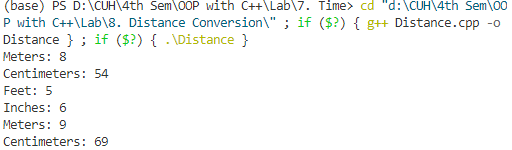 (base) PS D:\CUH\4th Sem\OOP with C++\Lab\7. Time> cd "d:\CUH\4th Sem\OO
P with C++\Lab\8. Distance Conversion\" ; if ($?) { g++ Distance.cpp -o
Distance } ; if ($?) { .\Distance }
Meters: 8
Centimeters: 54
Feet: 5
Inches: 6
Meters: 9
Centimeters: 69